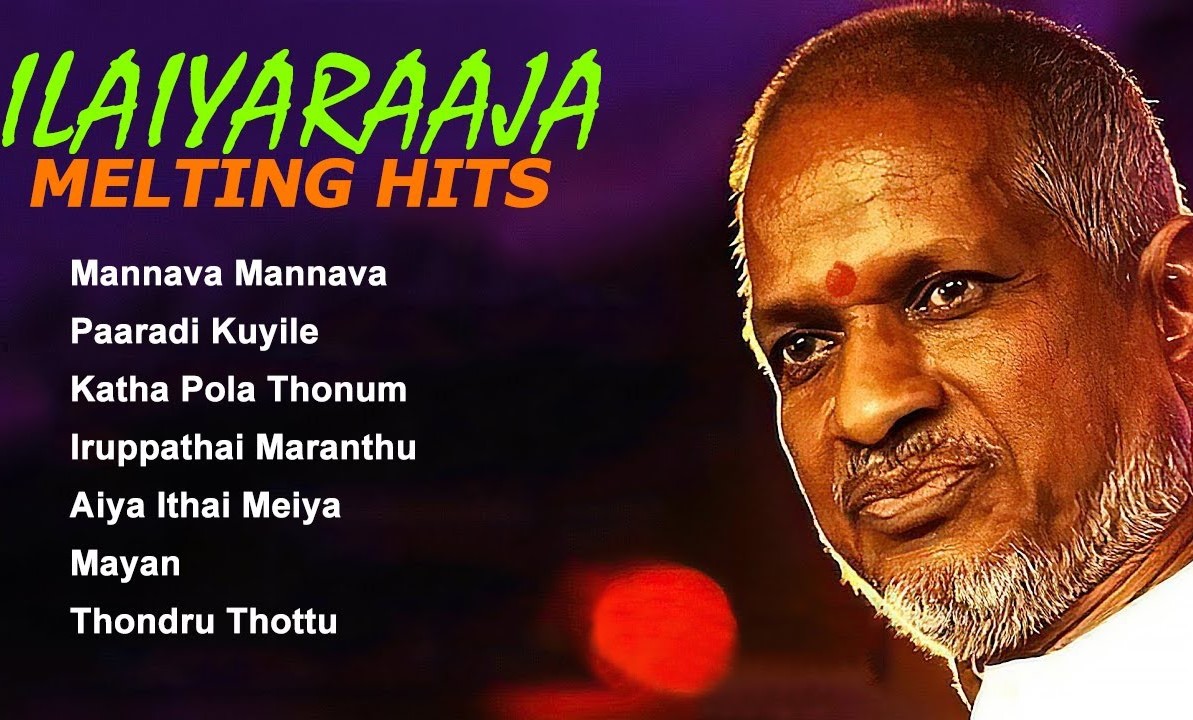 ILAIYARAAJA
MELTING HITS
Mannava Mannava
Paaradi Kuyile
Katha Pola Thonum
Iruppathai Maranthu
Aiya Ithai Meiya
Mayan
Thondru Thottu